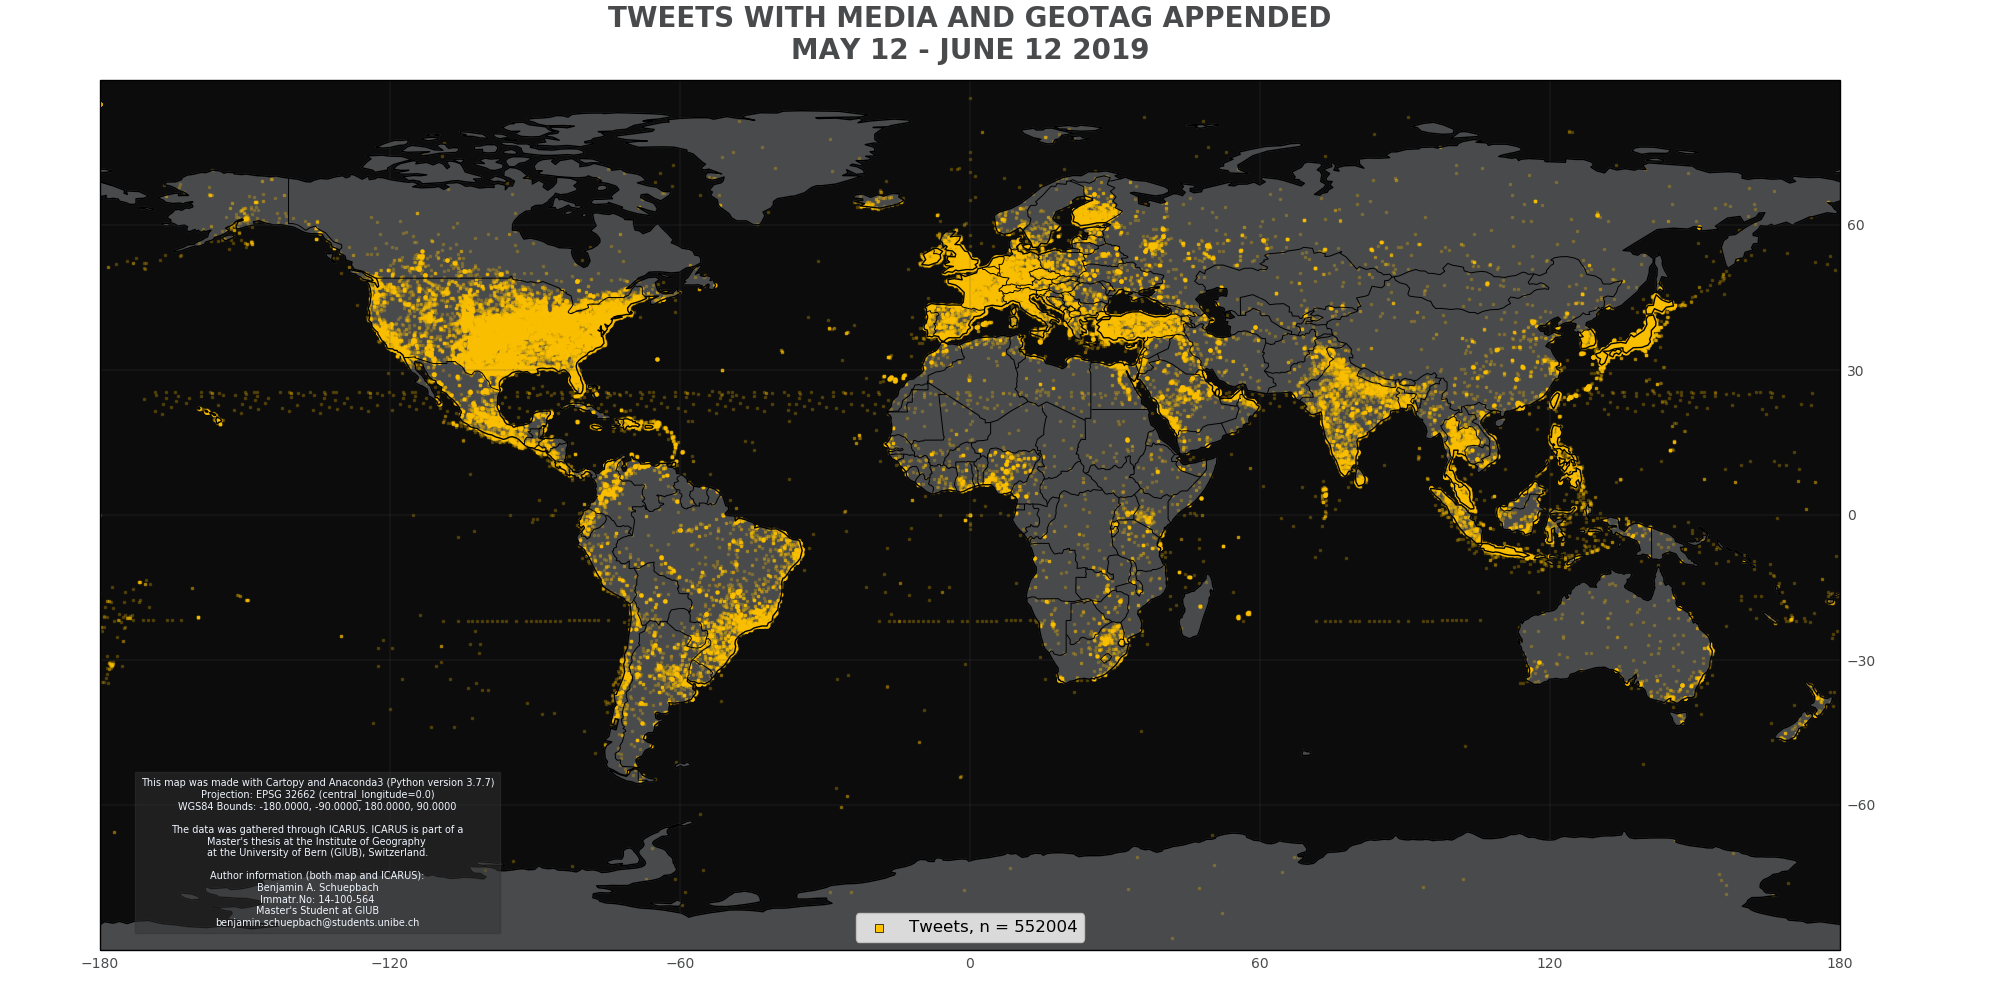 TWEETS WITH MEDIA AND GEOTAG APPENDED
MAY 12 - JUNE 12 2019
60
30
0
−30
−60
This map was made with Cartopy and Anaconda3 (Python version 3.7.7)
Projection: EPSG 32662 (central_longitude=0.0)
WGS84 Bounds: -180.0000, -90.0000, 180.0000, 90.0000
The data was gathered through ICARUS. ICARUS is part of a
Master's thesis at the Institute of Geography
at the University of Bern (GIUB), Switzerland.
Author information (both map and ICARUS):
Benjamin A. Schuepbach
Immatr.No: 14-100-564
Master's Student at GIUB
benjamin.schuepbach@students.unibe.ch
Tweets, n = 552004
−180 −120 −60 0 60 120 180